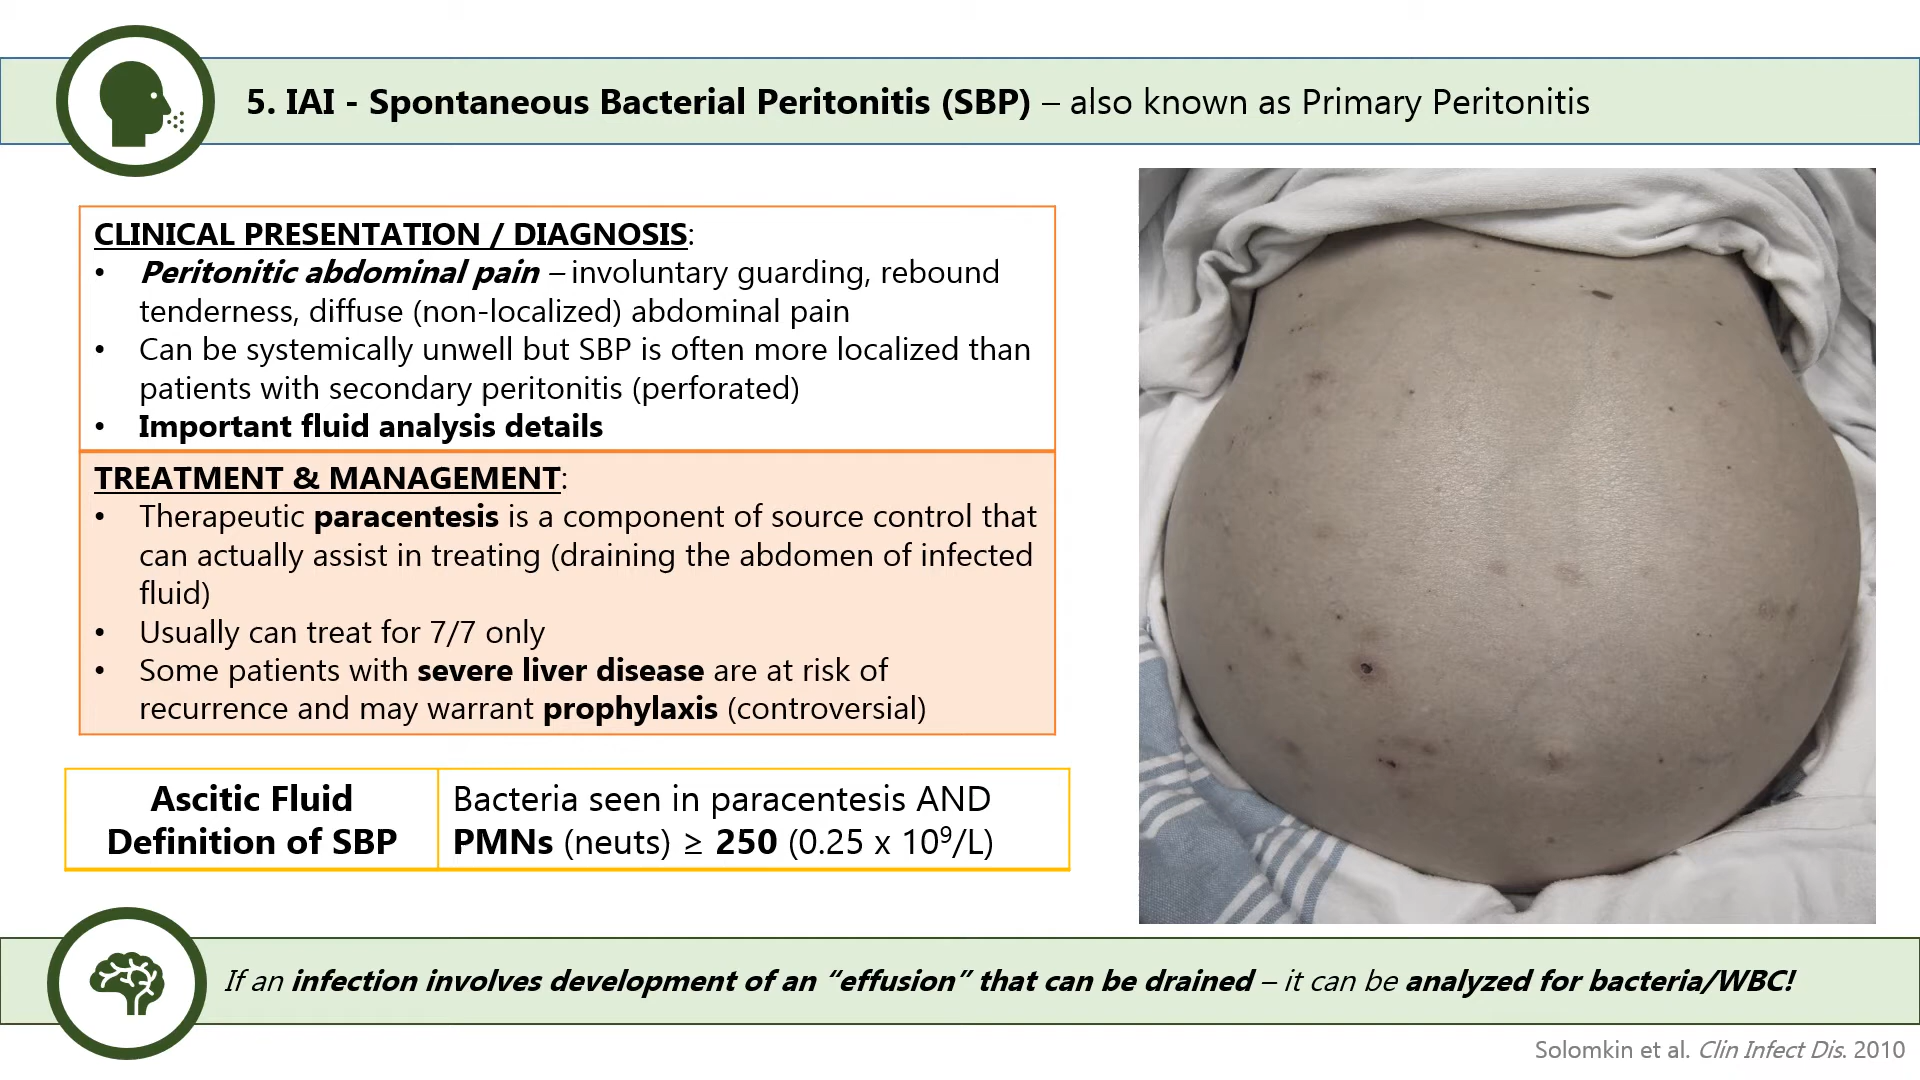 5. IAI - Spontaneous Bacterial Peritonitis (SBP) – also known as Primary Peritonitis
CLINICAL PRESENTATION / DIAGNOSIS:
• Peritonitic abdominal pain – involuntary guarding, rebound
tenderness, diffuse (non-localized) abdominal pain
• Can be systemically unwell but SBP is often more localized than
patients with secondary peritonitis (perforated)
• Important fluid analysis details
TREATMENT & MANAGEMENT:
• Therapeutic paracentesis is a component of source control that
can actually assist in treating (draining the abdomen of infected
fluid)
• Usually can treat for 7/7 only
• Some patients with severe liver disease are at risk of
recurrence and may warrant prophylaxis (controversial)
Ascitic Fluid
Definition of SBP
Bacteria seen in paracentesis AND
PMNs (neuts) ≥ 250 (0.25 x 10⁹/L)
If an infection involves development of an “effusion” that can be drained – it can be analyzed for bacteria/WBC!
Solomkin et al. Clin Infect Dis. 2010